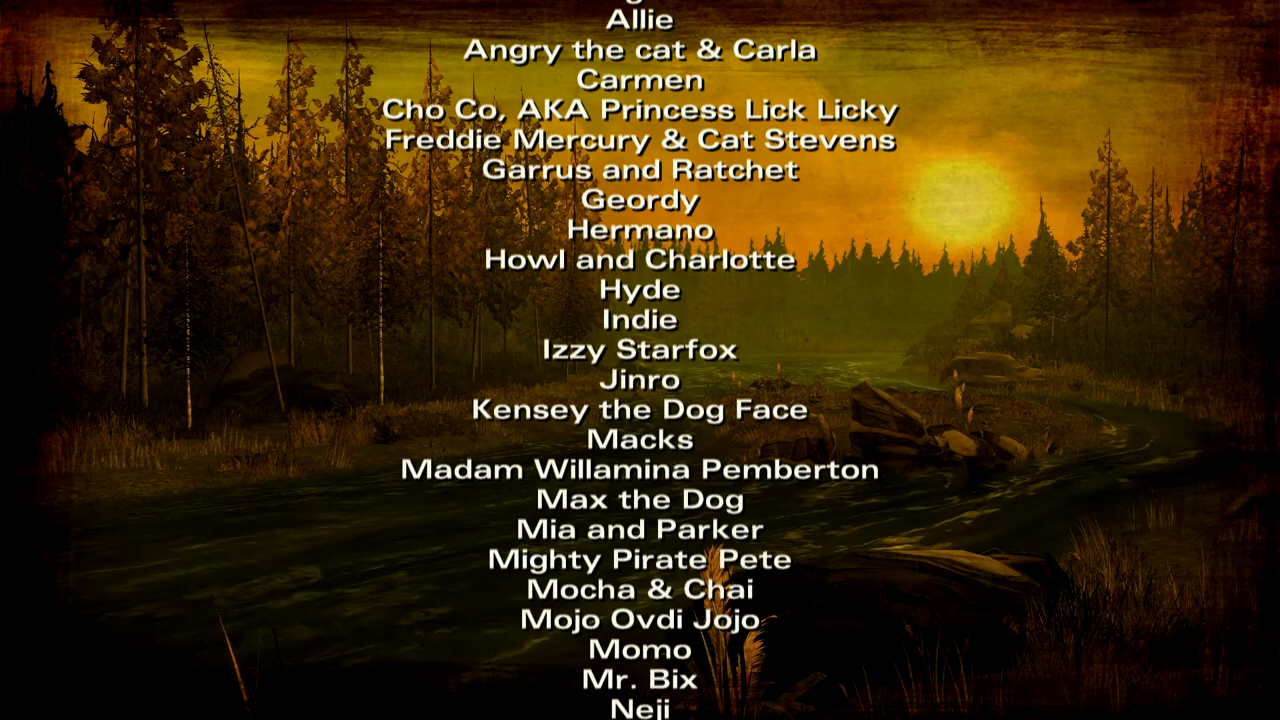 Allie
Angry the cat & Carla
Carmen
Cho Co, AKA Princess Lick Licky
Freddie Mercury & Cat Stevens
Garrus and Ratchet
Geordy
Hermano
Howl and Charlotte
Hyde
Indie
Izzy Starfox
Jinro
Kensey the Dog Face
Macks
Madam Willamina Pemberton
Max the Dog
Mia and Parker
Mighty Pirate Pete
Mocha & Chai
Mojo Ovdi Jojo
Momo
Mr. Bix
Neji